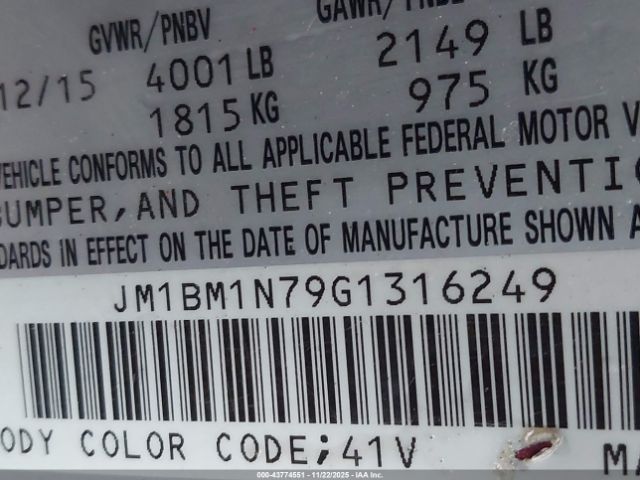 GVWR/PNBV GAWR/PNBE
12/15 4001 LB 2149 LB
1815 KG 975 KG
VEHICLE CONFORMS TO ALL APPLICABLE FEDERAL MOTOR V
BUMPER, AND THEFT PREVENTIO
DARDS IN EFFECT ON THE DATE OF MANUFACTURE SHOWN A
JM1BM1N79G1316249
ODY COLOR CODE;41V MA
000-43774551 - 11/22/2025 - IAA Inc.